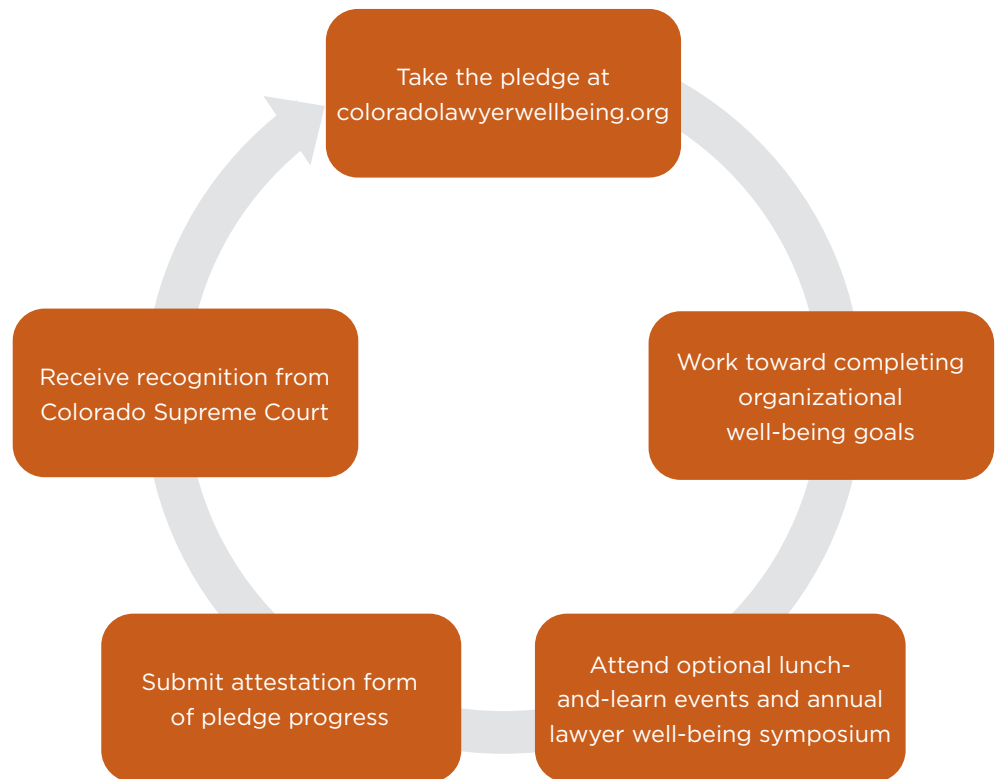 Take the pledge at
coloradolawyerwellbeing.org
Work toward completing
organizational
well-being goals
Attend optional lunch-
and-learn events and annual
lawyer well-being symposium
Submit attestation form
of pledge progress
Receive recognition from
Colorado Supreme Court